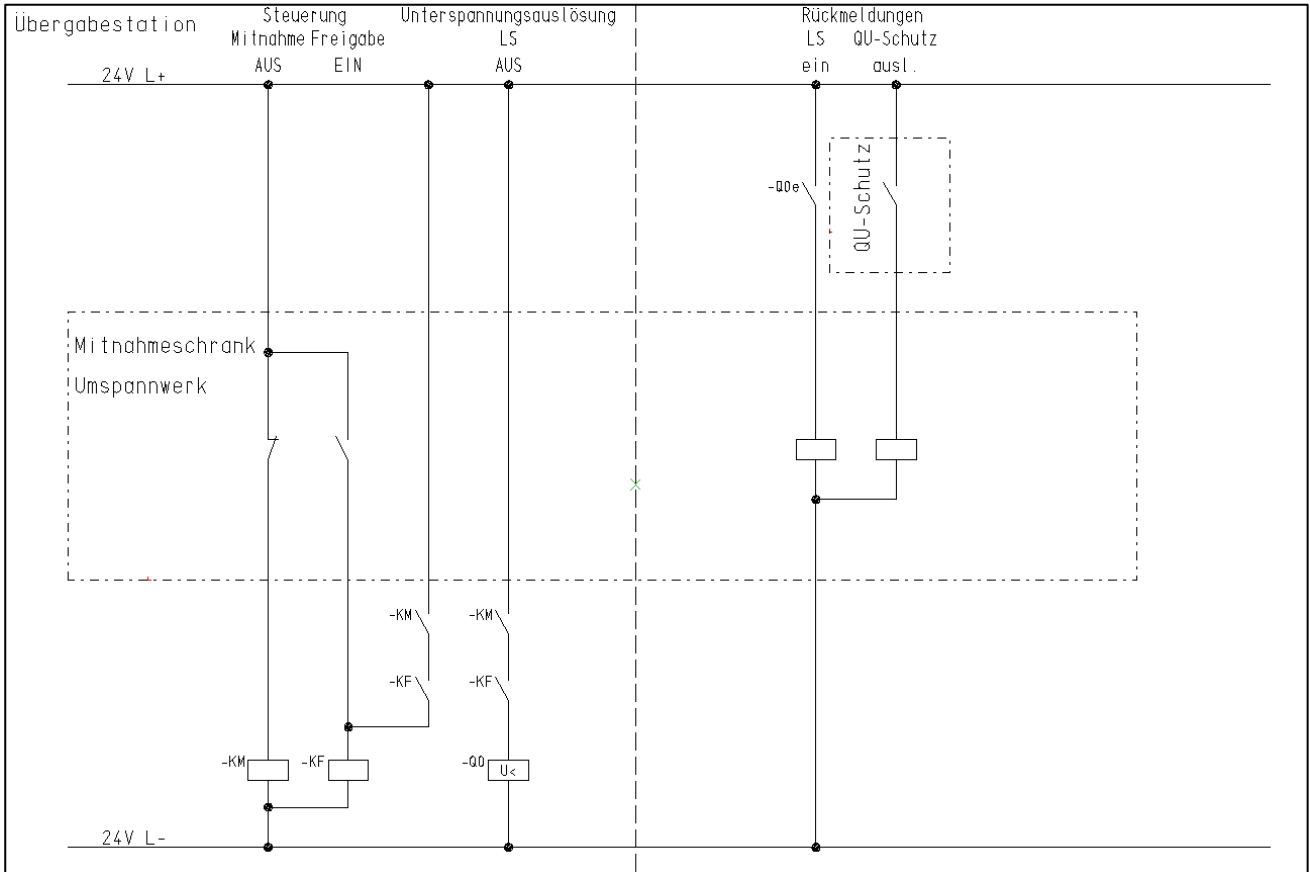 Übergabestation
Steuerung
Unterspannungsauslösung
Rückmeldungen
Mitnahme Freigabe
LS
LS QU-Schutz
AUS EIN
AUS
ein ausl.
24V L+
-Q0e
QU-Schutz
Mitnahmeschrank
Umspannwerk
-KM
-KM
-KF
-KF
-KM
-KF
-Q0
U<
24V L-